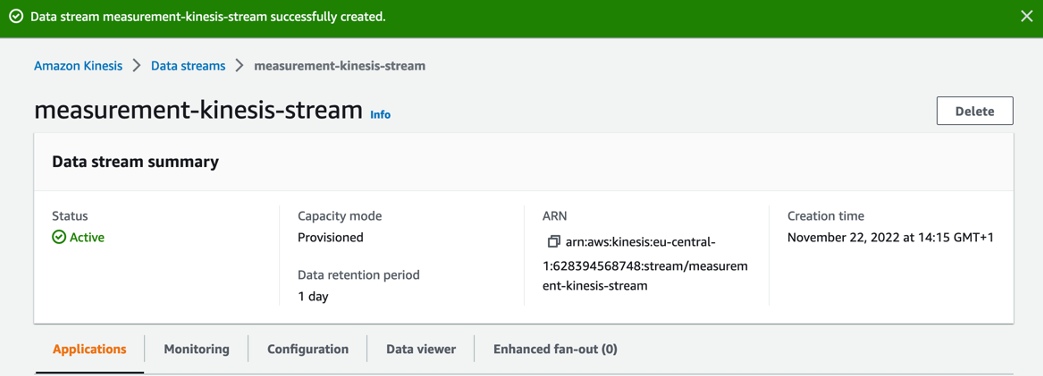 Data stream measurement-kinesis-stream successfully created.
Amazon Kinesis > Data streams > measurement-kinesis-stream
measurement-kinesis-stream Info
Delete
Data stream summary
Status
Active
Capacity mode
Provisioned
Data retention period
1 day
ARN
arn:aws:kinesis:eu-central-
1:628394568748:stream/measurem
ent-kinesis-stream
Creation time
November 22, 2022 at 14:15 GMT+1
Applications Monitoring Configuration Data viewer Enhanced fan-out (0)